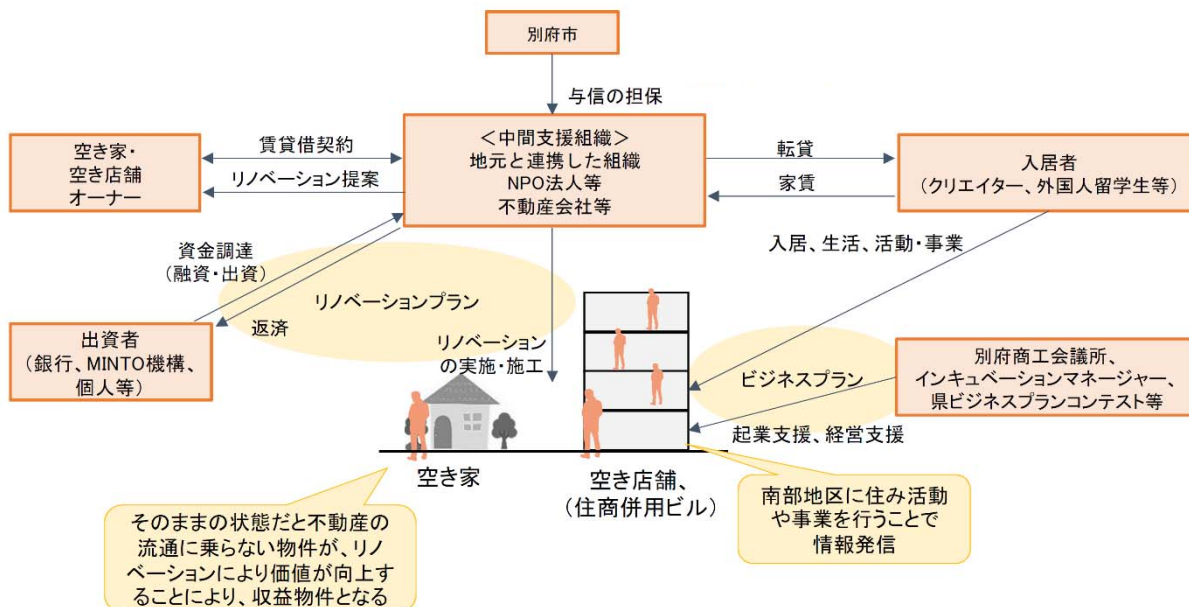 別府市
与信の担保
空き家・
空き店舗
オーナー
賃貸借契約
リノベーション提案
＜中間支援組織＞
地元と連携した組織
NPO法人等
不動産会社等
転貸
家賃
入居者
（クリエイター、外国人留学生等）
資金調達
（融資・出資）
返済
リノベーションプラン
入居、生活、活動・事業
出資者
（銀行、MINTO機構、
個人等）
リノベーション
の実施・施工
ビジネスプラン
別府商工会議所、
インキュベーションマネージャー、
県ビジネスプランコンテスト等
起業支援、経営支援
空き家
空き店舗、
（住商併用ビル）
そのままの状態だと不動産の
流通に乗らない物件が、リノ
ベーションにより価値が向上す
ることにより、収益物件となる
南部地区に住み活動
や事業を行うことで
情報発信